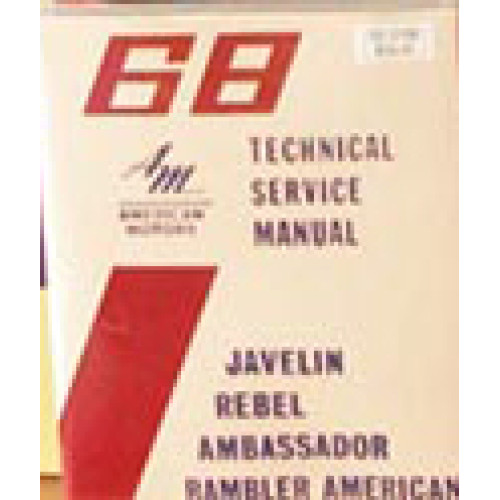 68
AM
AMERICAN
MOTORS
TECHNICAL
SERVICE
MANUAL
JAVELIN
REBEL
AMBASSADOR
RAMBLER AMERICAN